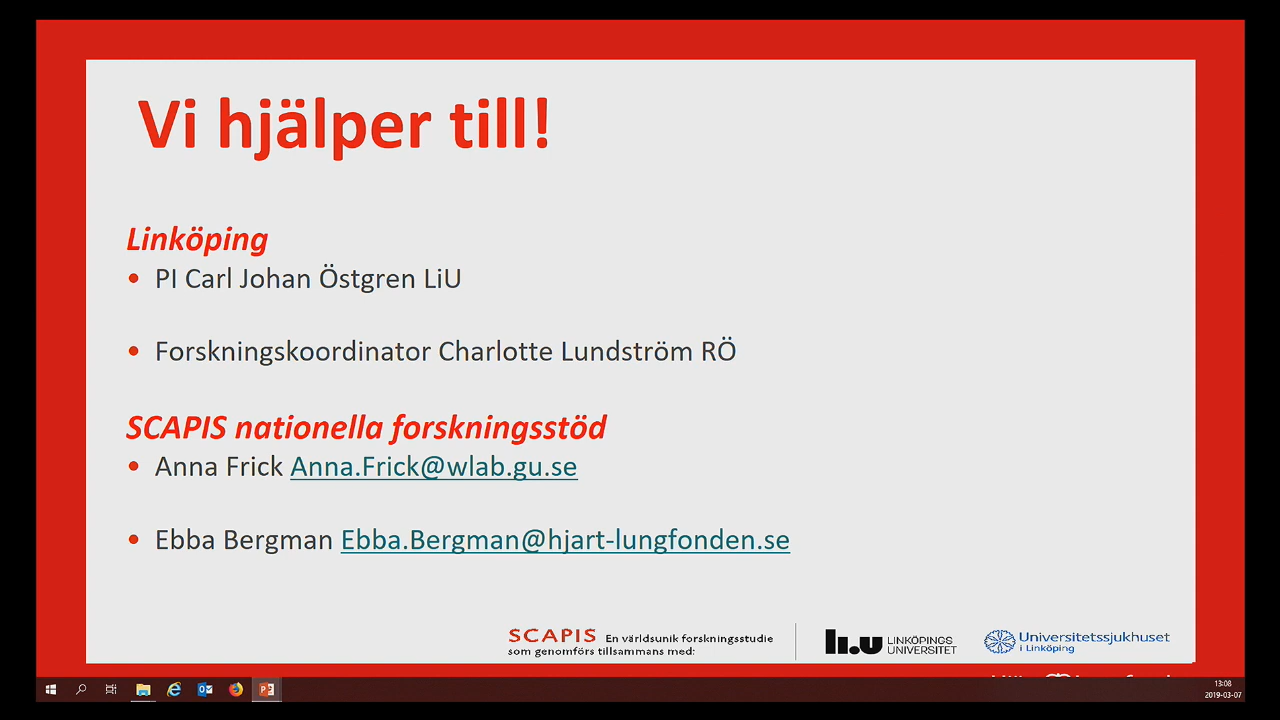 Vi hjälper till!
Linköping
• PI Carl Johan Östgren LiU
• Forskningskoordinator Charlotte Lundström RÖ
SCAPIS nationella forskningsstöd
• Anna Frick Anna.Frick@wlab.gu.se
• Ebba Bergman Ebba.Bergman@hjart-lungfonden.se
SCAPIS En världsunik forskningsstudie
som genomförs tillsammans med:
li.u LINKÖPINGS
UNIVERSITET
Universitetssjukhuset
i Linköping
13:08
2019-03-07